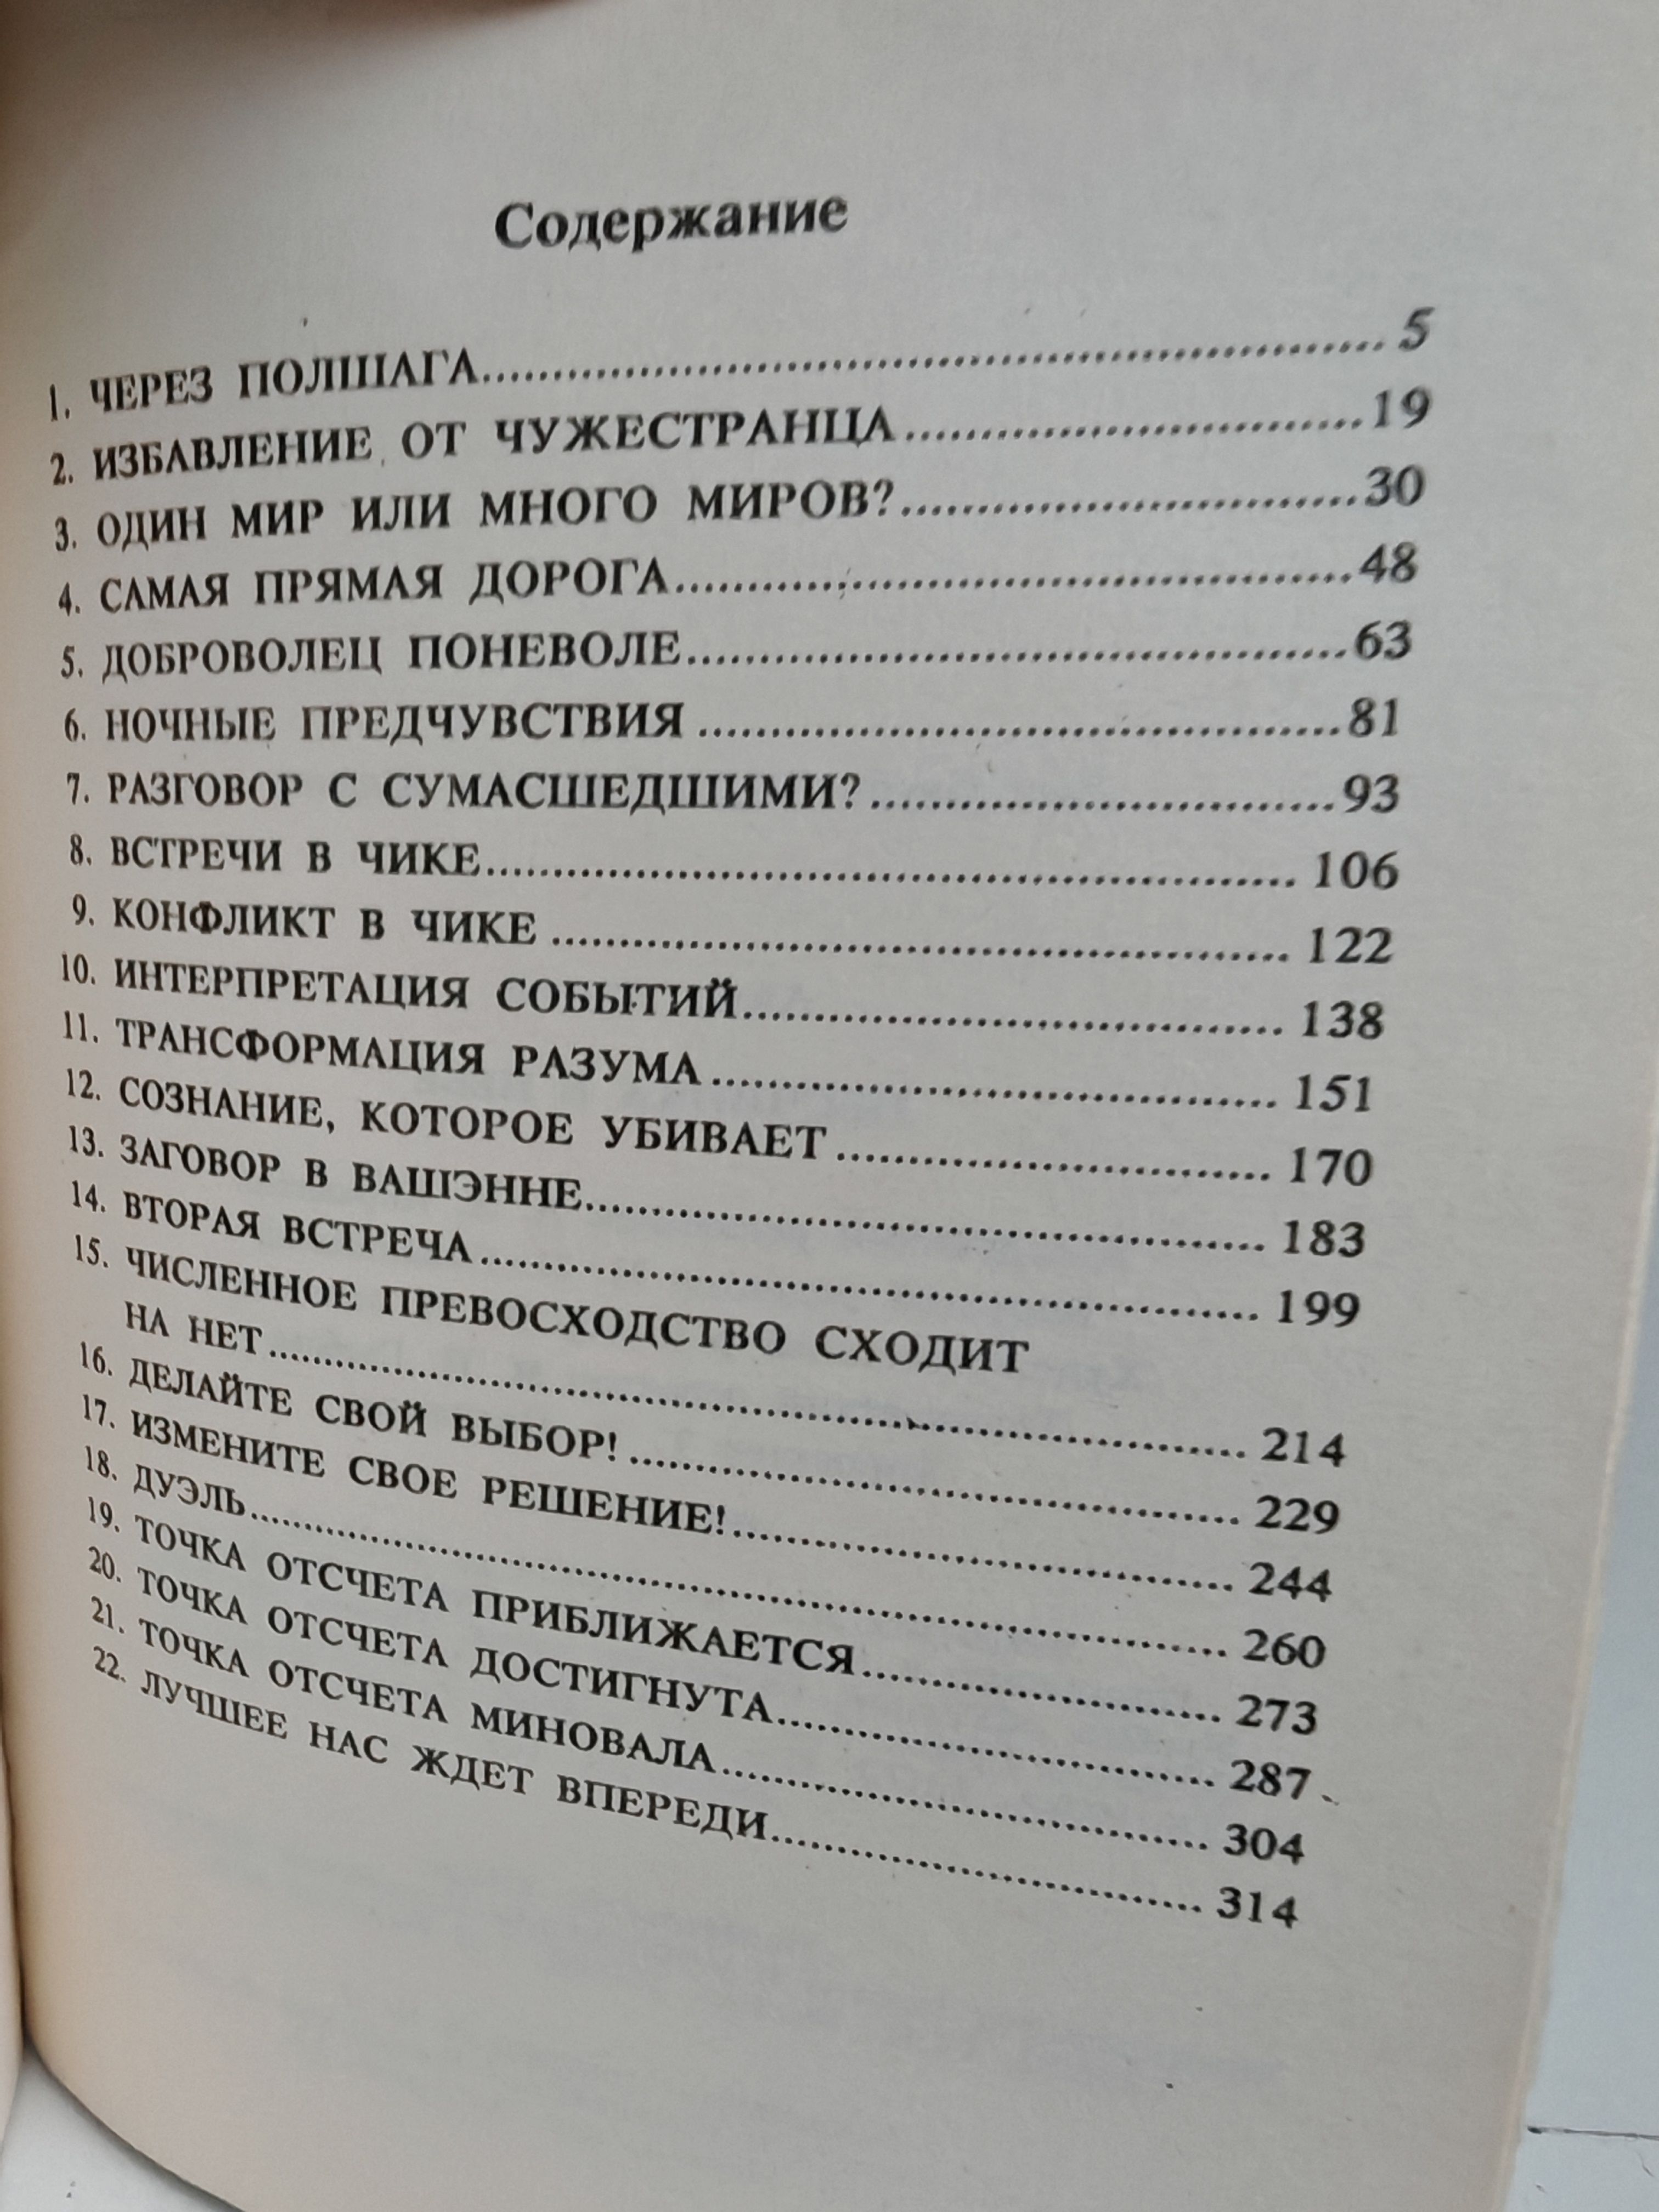 Содержание
1. ЧЕРЕЗ ПОЛШАГА.......... 5
2. ИЗБАВЛЕНИЕ ОТ ЧУЖЕСТРАНЦА..........19
3. ОДИН МИР ИЛИ МНОГО МИРОВ?..........30
4. САМАЯ ПРЯМАЯ ДОРОГА..........48
5. ДОБРОВОЛЕЦ ПОНЕВОЛЕ..........63
6. НОЧНЫЕ ПРЕДЧУВСТВИЯ ..........81
7. РАЗГОВОР С СУМАСШЕДШИМИ?..........93
8. ВСТРЕЧИ В ЧИКЕ.......... 106
9. КОНФЛИКТ В ЧИКЕ .......... 122
10. ИНТЕРПРЕТАЦИЯ СОБЫТИЙ.......... 138
11. ТРАНСФОРМАЦИЯ РАЗУМА .......... 151
12. СОЗНАНИЕ, КОТОРОЕ УБИВАЕТ .......... 170
13. ЗАГОВОР В ВАШЭННЕ.......... 183
14. ВТОРАЯ ВСТРЕЧА .......... 199
15. ЧИСЛЕННОЕ ПРЕВОСХОДСТВО СХОДИТ
НА НЕТ .......... 214
16. ДЕЛАЙТЕ СВОЙ ВЫБОР! .......... 229
17. ИЗМЕНИТЕ СВОЕ РЕШЕНИЕ!.......... 244
18. ДУЭЛЬ.......... 260
19. ТОЧКА ОТСЧЕТА ПРИБЛИЖАЕТСЯ.......... 273
20. ТОЧКА ОТСЧЕТА ДОСТИГНУТА.......... 287
21. ТОЧКА ОТСЧЕТА МИНОВАЛА.......... 304
22. ЛУЧШЕЕ НАС ЖДЕТ ВПЕРЕДИ.......... 314